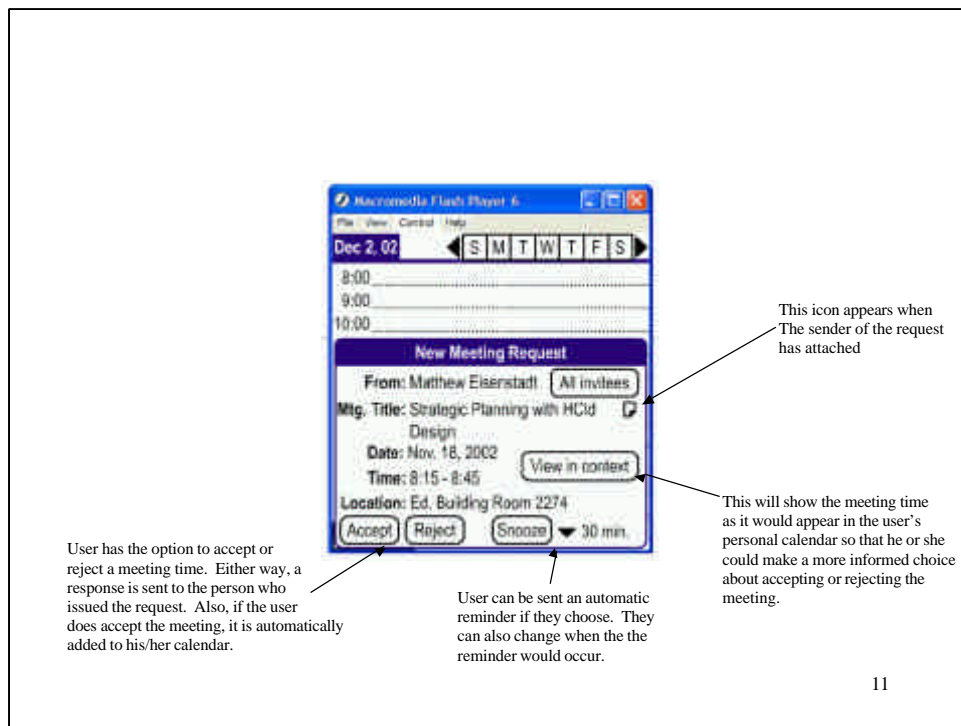 Macromedia Flash Player 6
File View Control Help
Dec 2, 02 S M T W T F S
8:00
9:00
10:00
New Meeting Request
From: Matthew Eisenstadt All invitees
Mtg. Title: Strategic Planning with HCId
Design
Date: Nov. 18, 2002
View in context
Time: 8:15 - 8:45
Location: Ed. Building Room 2274
Accept Reject Snooze 30 min.
This icon appears when
The sender of the request
has attached
This will show the meeting time
as it would appear in the user's
personal calendar so that he or she
could make a more informed choice
about accepting or rejecting the
meeting.
User has the option to accept or
reject a meeting time. Either way, a
response is sent to the person who
issued the request. Also, if the user
does accept the meeting, it is automatically
added to his/her calendar.
User can be sent an automatic
reminder if they choose. They
can also change when the the
reminder would occur.
11